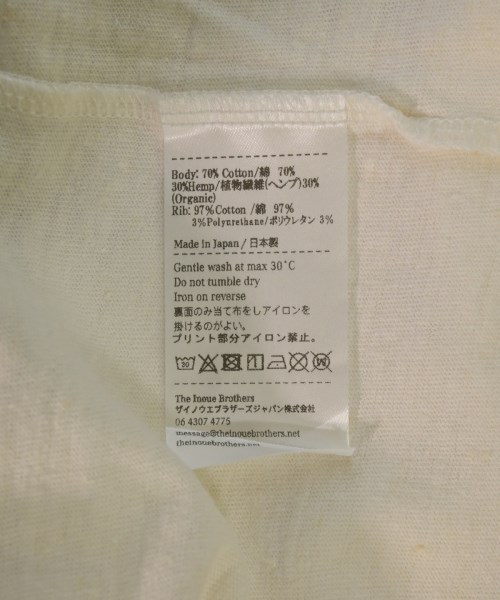 Body: 70% Cotton/綿 70%
30%Hemp/植物繊維(ヘンプ)30%
(Organic)
Rib: 97%Cotton /綿 97%
3%Polyurethane/ポリウレタン 3%
Made in Japan / 日本製
Gentle wash at max 30°C
Do not tumble dry
Iron on reverse
裏面のみ当て布をしアイロンを
掛けるのがよい。
プリント部分アイロン禁止。
30
The Inoue Brothers
ザイノウエブラザーズジャパン株式会社
06 4307 4775
message@theinouebrothers.net
theinouebrothers.net